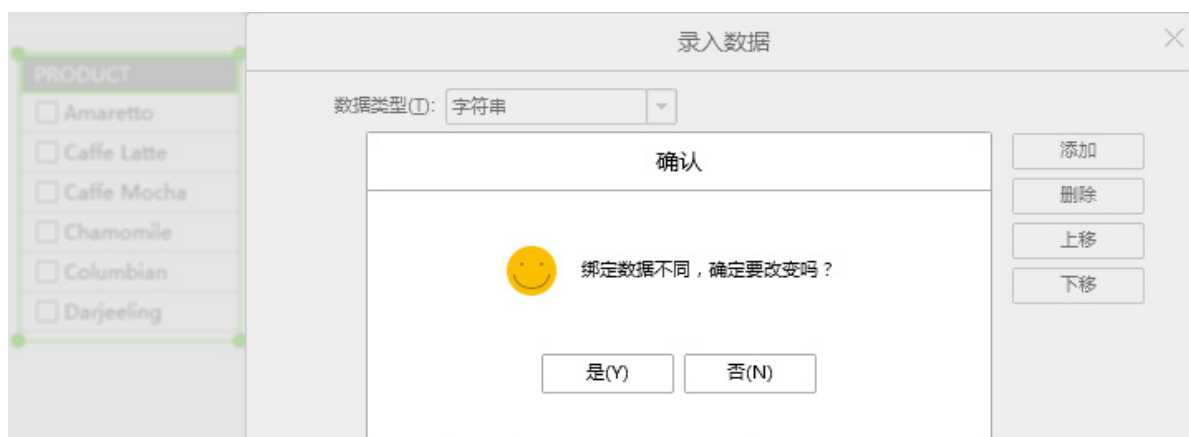 录入数据
PRODUCT
Amaretto
Caffe Latte
Caffe Mocha
Chamomile
Columbian
Darjeeling
数据类型(T): 字符串
确认
绑定数据不同，确定要改变吗？
是(Y) 否(N)
添加
删除
上移
下移